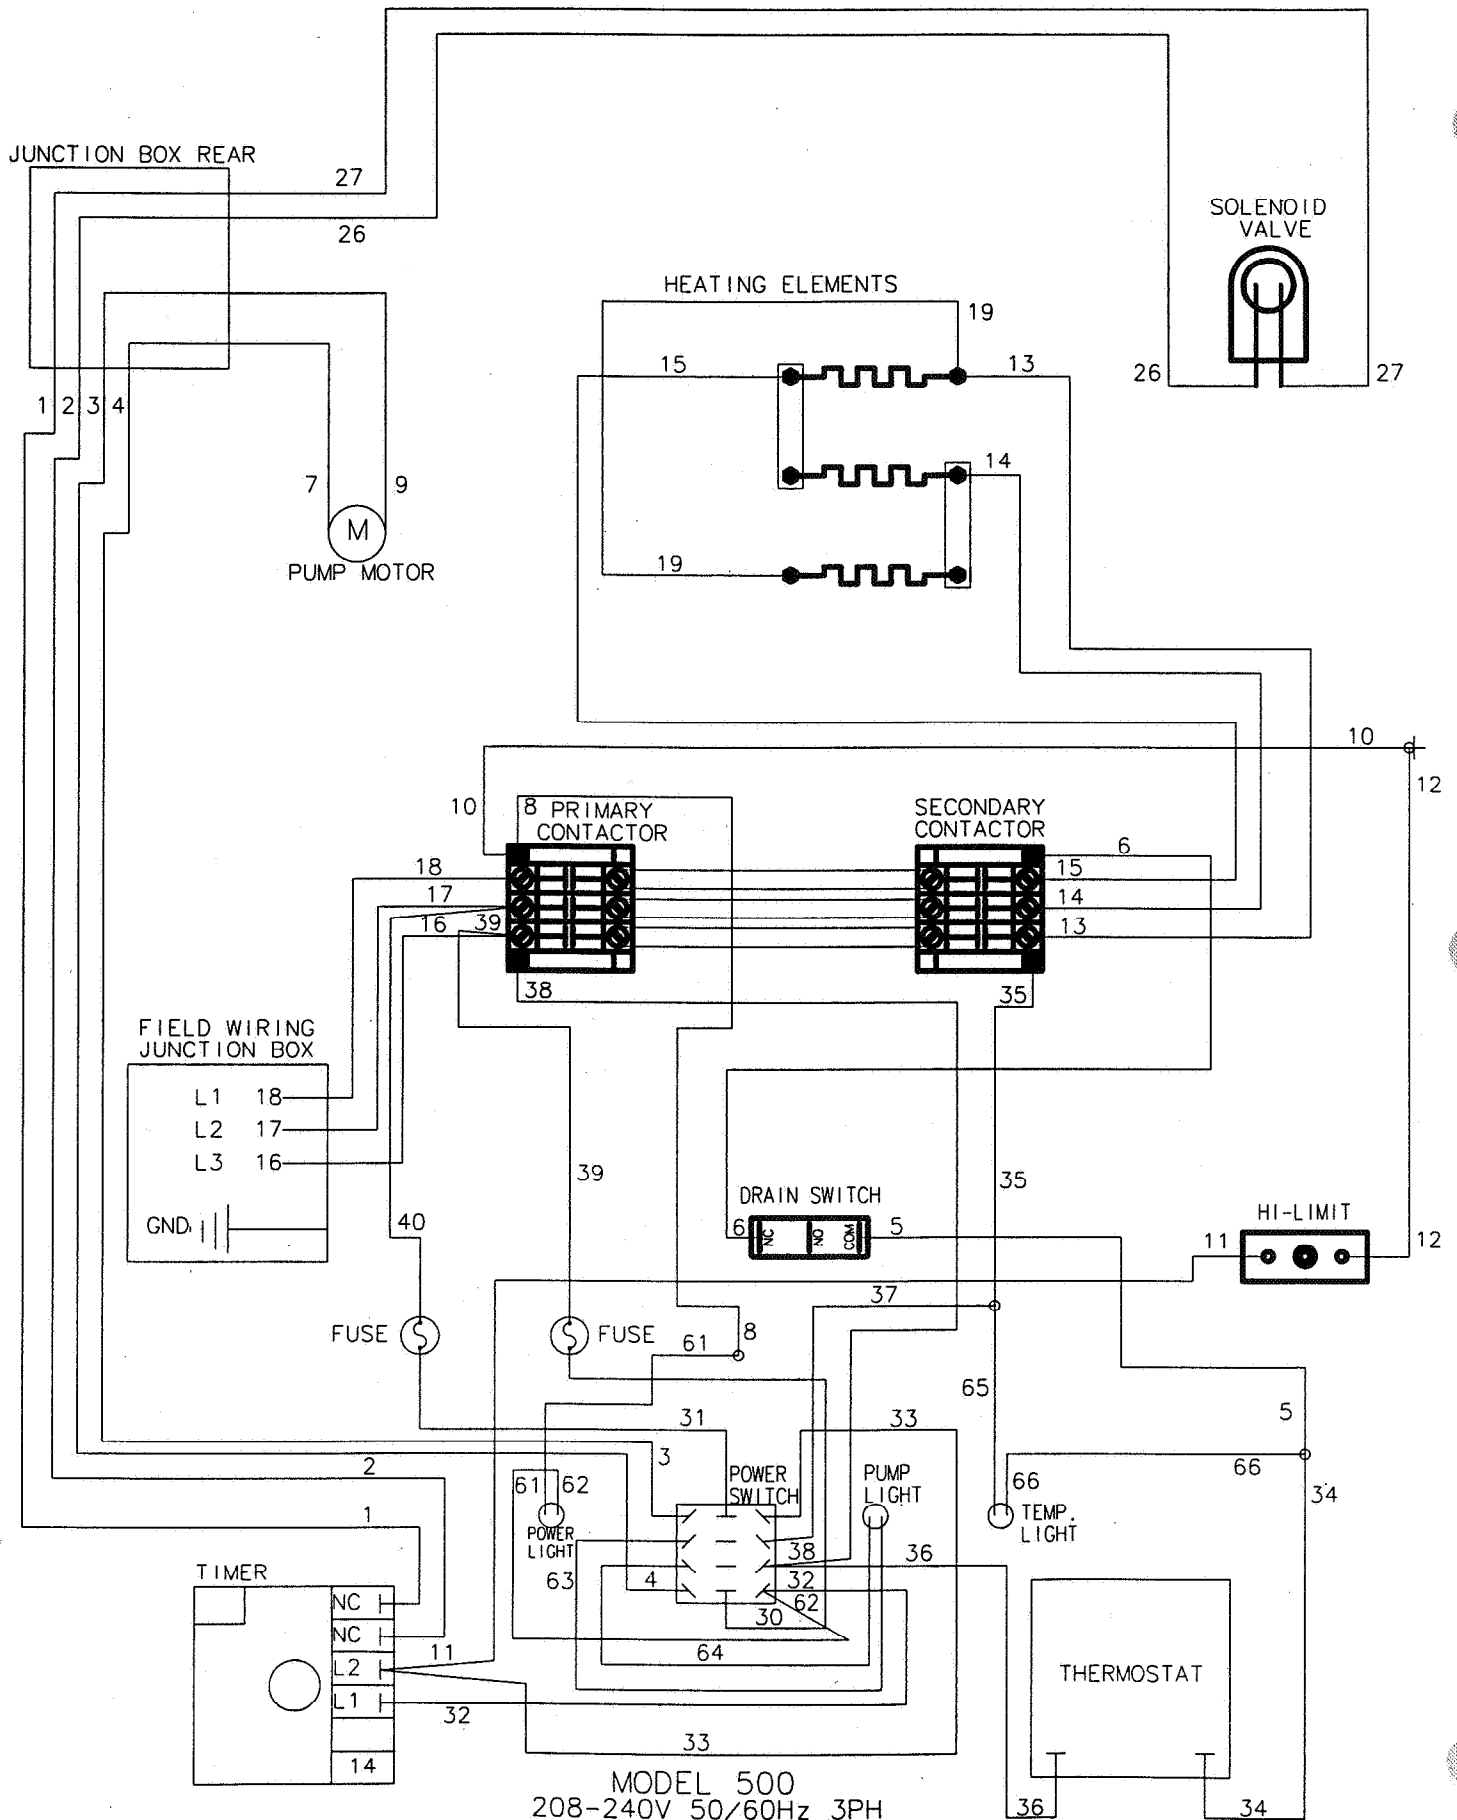 JUNCTION BOX REAR
27
26
SOLENOID
VALVE
HEATING ELEMENTS
19
15
13
26
27
1
2
3
4
14
7
9
M
PUMP MOTOR
19
10
12
10
8
PRIMARY
CONTACTOR
SECONDARY
CONTACTOR
6
18
15
17
14
16
39
13
38
35
FIELD WIRING
JUNCTION BOX
L1 18
L2 17
L3 16
GND
39
35
40
DRAIN SWITCH
6
NC
NO
COM
5
HI-LIMIT
11
12
37
FUSE
FUSE
61
8
65
5
31
33
3
2
61
62
POWER
SWITCH
PUMP
LIGHT
66
66
34
1
POWER
LIGHT
TEMP.
LIGHT
38
36
63
4
32
62
30
TIMER
NC
NC
11
L2
64
L1
32
THERMOSTAT
33
14
MODEL 500
208-240V 50/60Hz 3PH
36
34